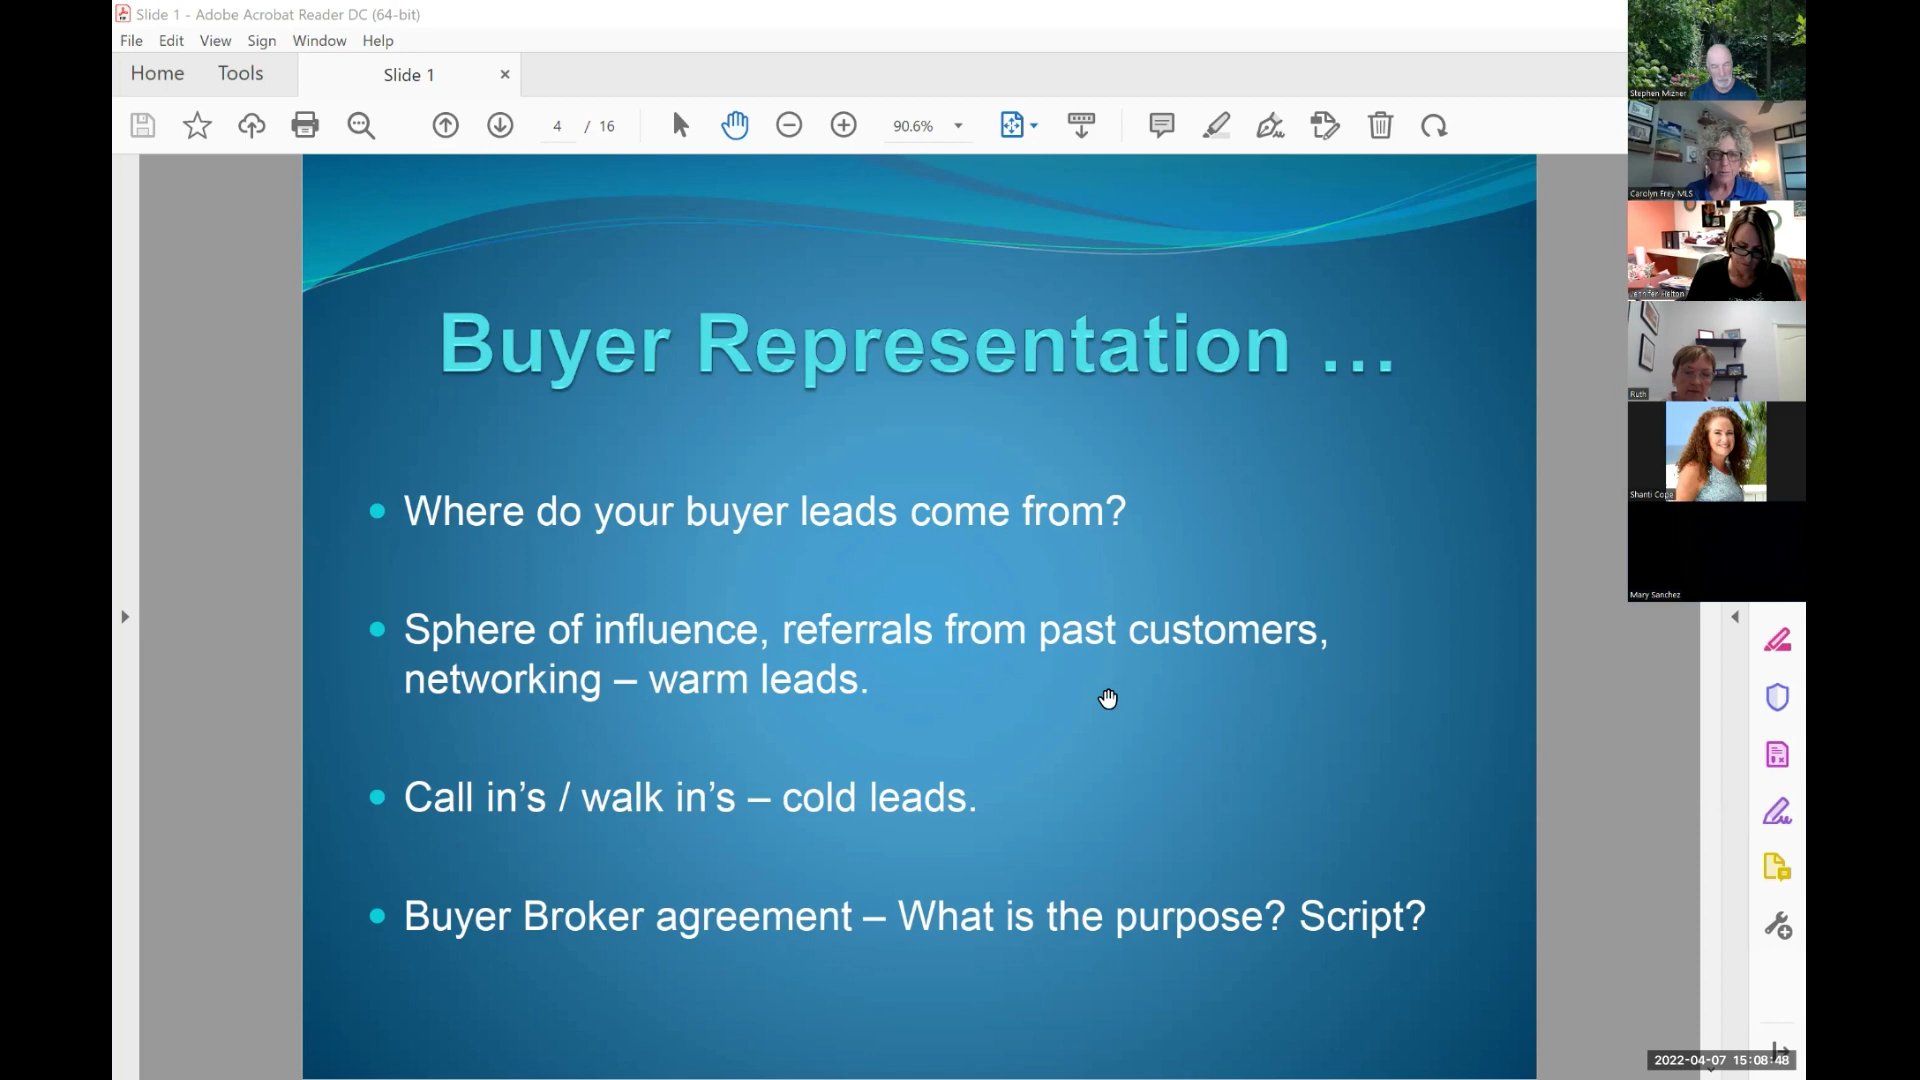 Slide 1 - Adobe Acrobat Reader DC (64-bit)
File Edit View Sign Window Help
Home Tools Slide 1
4 / 16 90.6%
Buyer Representation ...
Where do your buyer leads come from?
Sphere of influence, referrals from past customers,
networking – warm leads.
Call in’s / walk in’s – cold leads.
Buyer Broker agreement – What is the purpose? Script?
Stephen Mizner
Carolyn Frey MLS
Jennifer Helton
Ruth
Shanti Cope
Mary Sanchez
2022-04-07 15:08:48